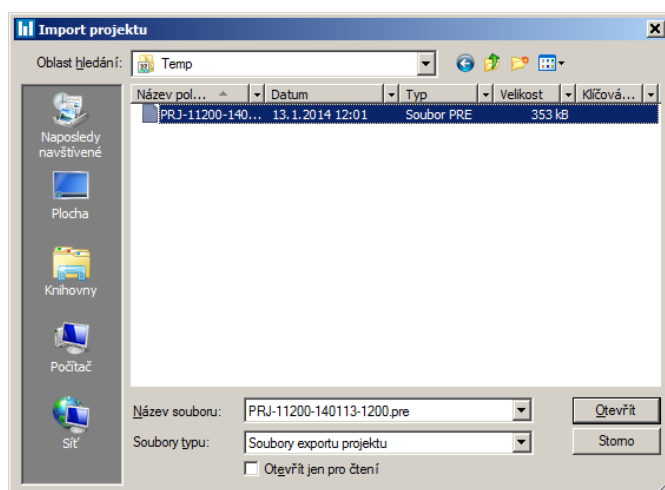 Import projektu
Oblast hledání: Temp
Název pol... Datum Typ Velikost Klíčová...
PRJ-11200-140... 13.1.2014 12:01 Soubor PRE 353 kB
Naposledy
navštívené
Plocha
Knihovny
Počítač
Síť
Název souboru: PRJ-11200-140113-1200.pre Otevřít
Soubory typu: Soubory exportu projektu Storno
Otevřít jen pro čtení